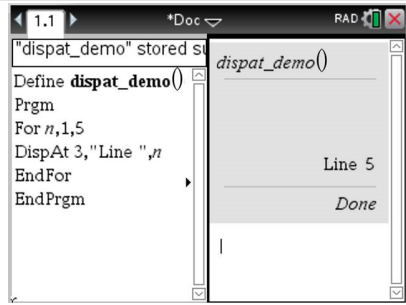 1.1 *Doc RAD
"dispat_demo" stored su
Define dispat_demo()
Prgm
For n,1,5
DispAt 3,"Line ",n
EndFor
EndPrgm
dispat_demo()
Line 5
Done